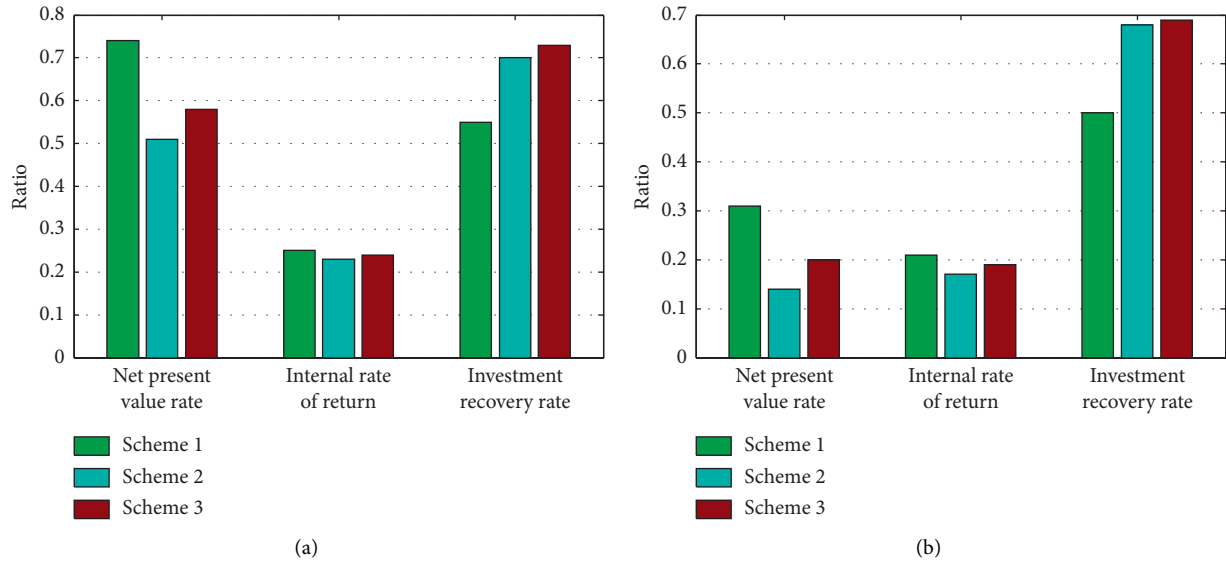 0.8
0.7
0.6
0.5
0.4
0.3
0.2
0.1
0
Ratio
Net present
value rate
Internal rate
of return
Investment
recovery rate
Scheme 1
Scheme 2
Scheme 3
(a)
0.7
0.6
0.5
0.4
0.3
0.2
0.1
0
Ratio
Net present
value rate
Internal rate
of return
Investment
recovery rate
Scheme 1
Scheme 2
Scheme 3
(b)